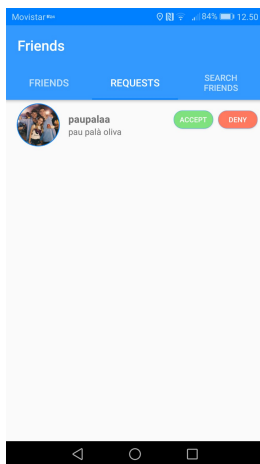 Movistar
84% 12.50
Friends
FRIENDS
REQUESTS
SEARCH
FRIENDS
paupalaa
pau palà oliva
ACCEPT
DENY